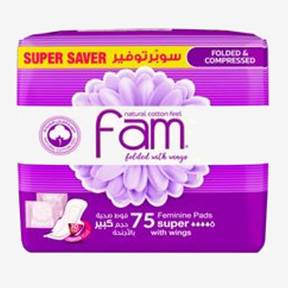 SUPER SAVER سوبر توفير
FOLDED &
COMPRESSED
natural cotton feel
fam
folded with wings
فوط صحية
حجم كبير
بالأجنحة
75
Feminine Pads
super
with wings